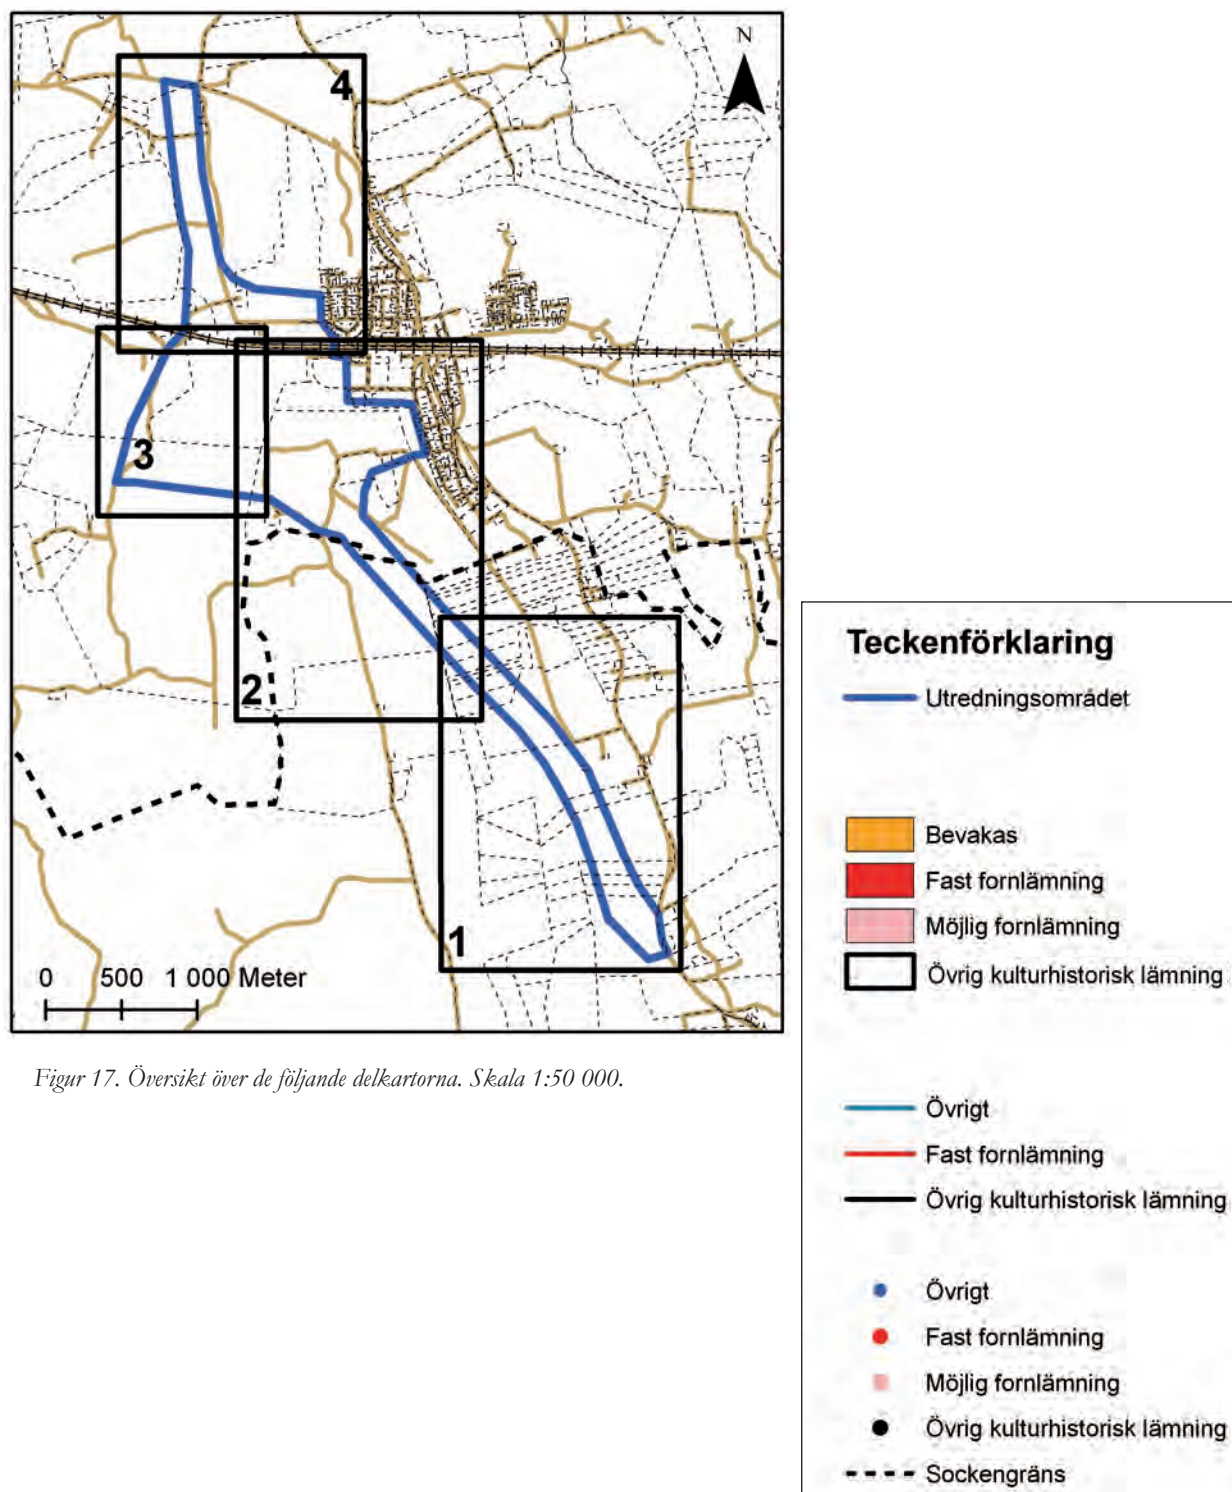 N
4
3
2
1
0 500 1 000 Meter
Figur 17. Översikt över de följande delkartorna. Skala 1:50 000.
Teckenförklaring
Utredningsområdet
Bevakas
Fast fornlämning
Möjlig fornlämning
Övrig kulturhistorisk lämning
Övrigt
Fast fornlämning
Övrig kulturhistorisk lämning
Övrigt
Fast fornlämning
Möjlig fornlämning
Övrig kulturhistorisk lämning
Sockengräns